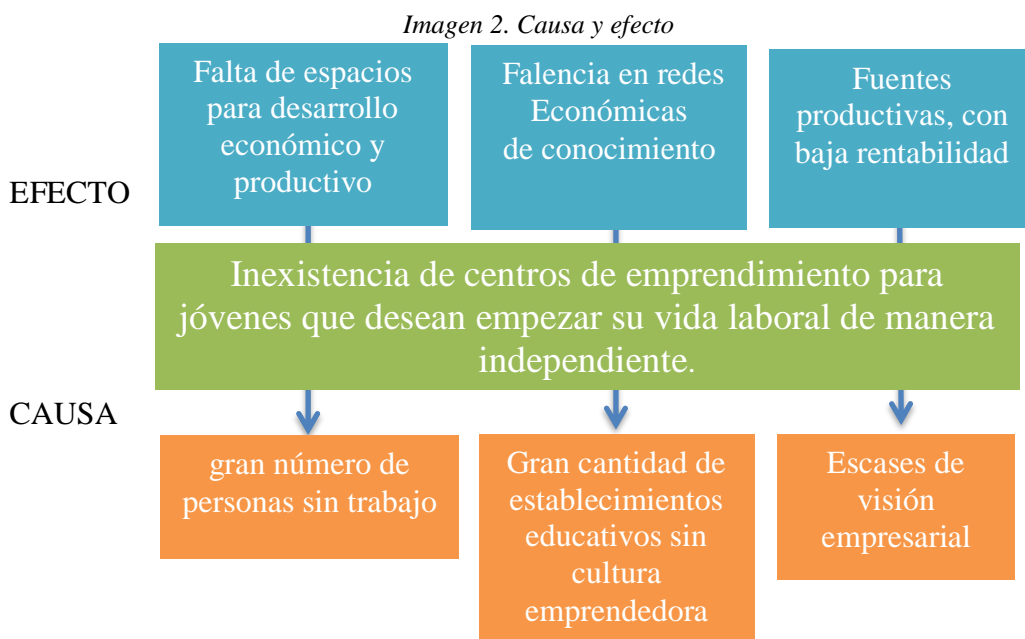 Imagen 2. Causa y efecto
Falta de espacios
para desarrollo
económico y
productivo
Falencia en redes
Económicas
de conocimiento
Fuentes
productivas, con
baja rentabilidad
EFECTO
Inexistencia de centros de emprendimiento para
jóvenes que desean empezar su vida laboral de manera
independiente.
CAUSA
gran número de
personas sin trabajo
Gran cantidad de
establecimientos
educativos sin
cultura
emprendedora
Escases de
visión
empresarial